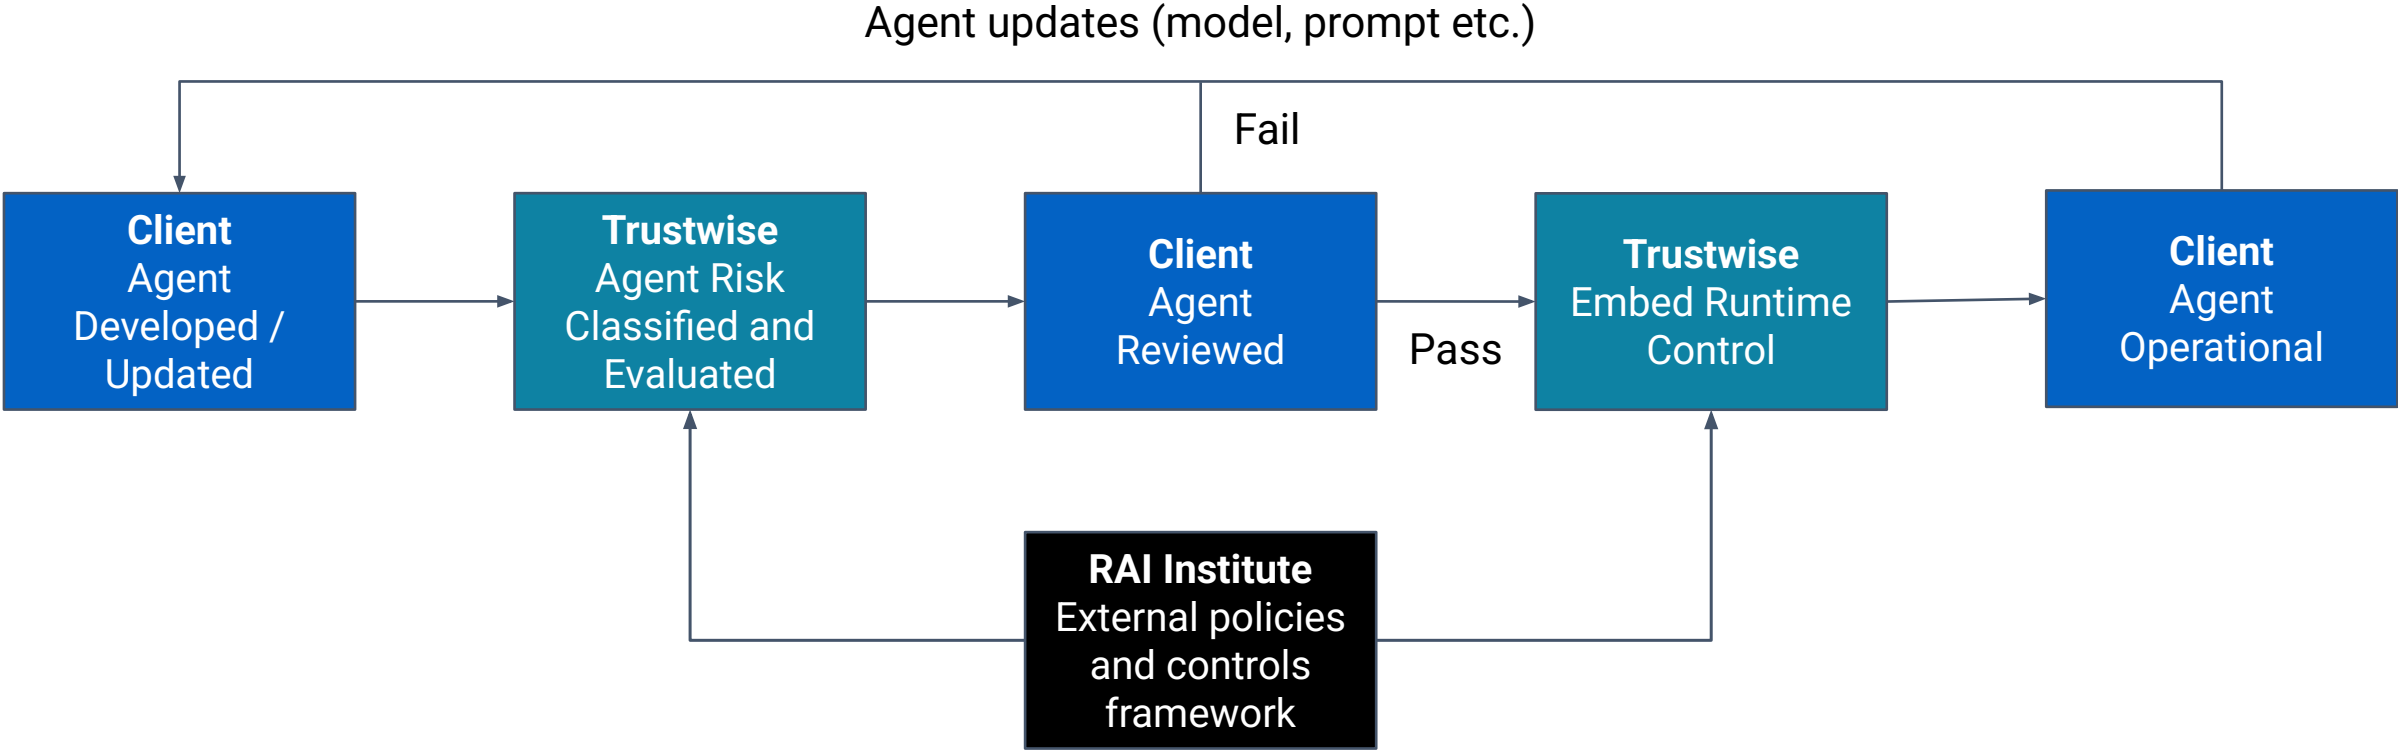 Agent updates (model, prompt etc.)
Fail
Client
Agent
Developed /
Updated
Trustwise
Agent Risk
Classified and
Evaluated
Client
Agent
Reviewed
Pass
Trustwise
Embed Runtime
Control
Client
Agent
Operational
RAI Institute
External policies
and controls
framework